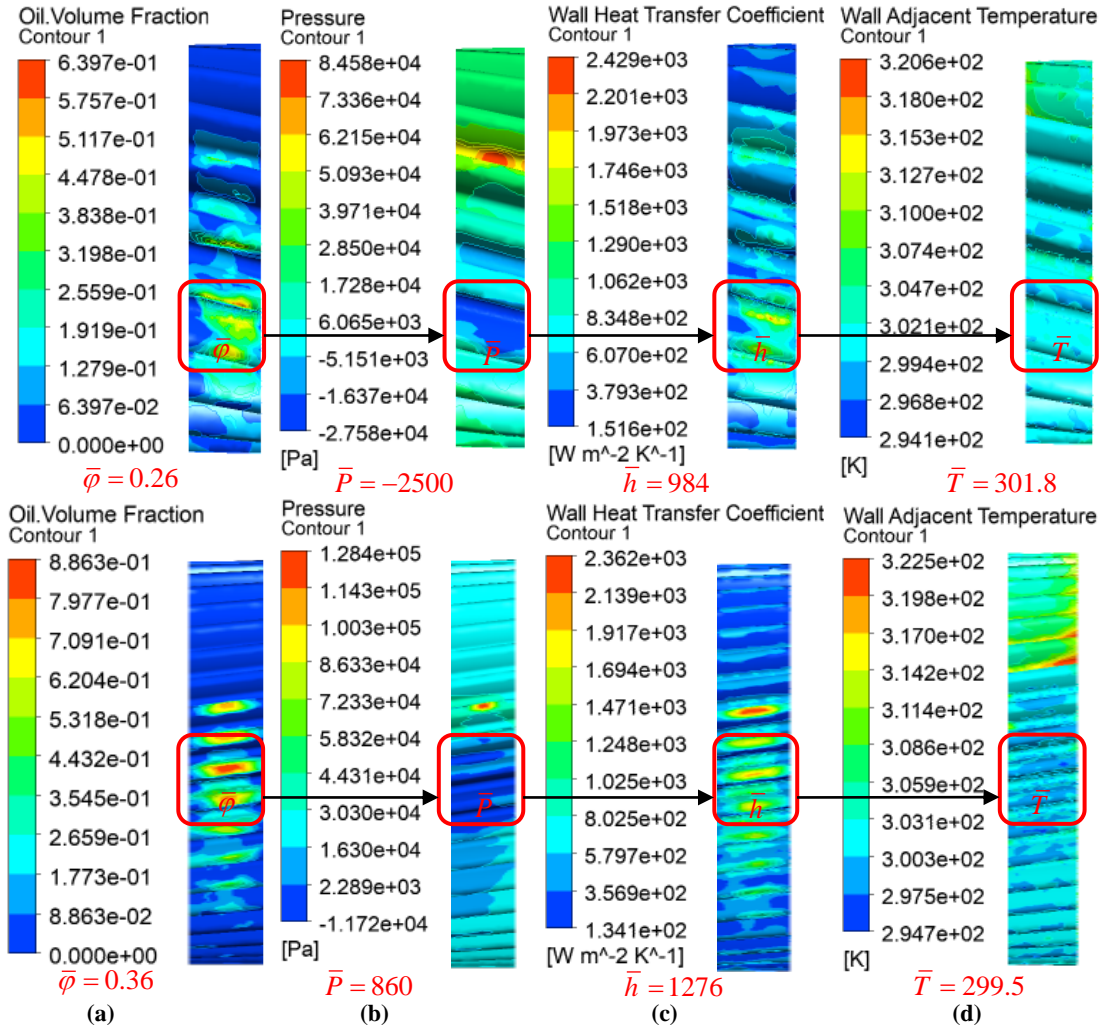 Oil.Volume Fraction
Contour 1
6.397e-01
5.757e-01
5.117e-01
4.478e-01
3.838e-01
3.198e-01
2.559e-01
1.919e-01
1.279e-01
6.397e-02
0.000e+00
φ̅
φ̅ = 0.26
Pressure
Contour 1
8.458e+04
7.336e+04
6.215e+04
5.093e+04
3.971e+04
2.850e+04
1.728e+04
6.065e+03
-5.151e+03
-1.637e+04
-2.758e+04
[Pa]
P̅
P̅ = −2500
Wall Heat Transfer Coefficient
Contour 1
2.429e+03
2.201e+03
1.973e+03
1.746e+03
1.518e+03
1.290e+03
1.062e+03
8.348e+02
6.070e+02
3.793e+02
1.516e+02
[W m^-2 K^-1]
h̅
h̅ = 984
Wall Adjacent Temperature
Contour 1
3.206e+02
3.180e+02
3.153e+02
3.127e+02
3.100e+02
3.074e+02
3.047e+02
3.021e+02
2.994e+02
2.968e+02
2.941e+02
[K]
T̅
T̅ = 301.8
Oil.Volume Fraction
Contour 1
8.863e-01
7.977e-01
7.091e-01
6.204e-01
5.318e-01
4.432e-01
3.545e-01
2.659e-01
1.773e-01
8.863e-02
0.000e+00
φ̅
φ̅ = 0.36
Pressure
Contour 1
1.284e+05
1.143e+05
1.003e+05
8.633e+04
7.233e+04
5.832e+04
4.431e+04
3.030e+04
1.630e+04
2.289e+03
-1.172e+04
[Pa]
P̅
P̅ = 860
Wall Heat Transfer Coefficient
Contour 1
2.362e+03
2.139e+03
1.917e+03
1.694e+03
1.471e+03
1.248e+03
1.025e+03
8.025e+02
5.797e+02
3.569e+02
1.341e+02
[W m^-2 K^-1]
h̅
h̅ = 1276
Wall Adjacent Temperature
Contour 1
3.225e+02
3.198e+02
3.170e+02
3.142e+02
3.114e+02
3.086e+02
3.059e+02
3.031e+02
3.003e+02
2.975e+02
2.947e+02
[K]
T̅
T̅ = 299.5
(a) (b) (c) (d)